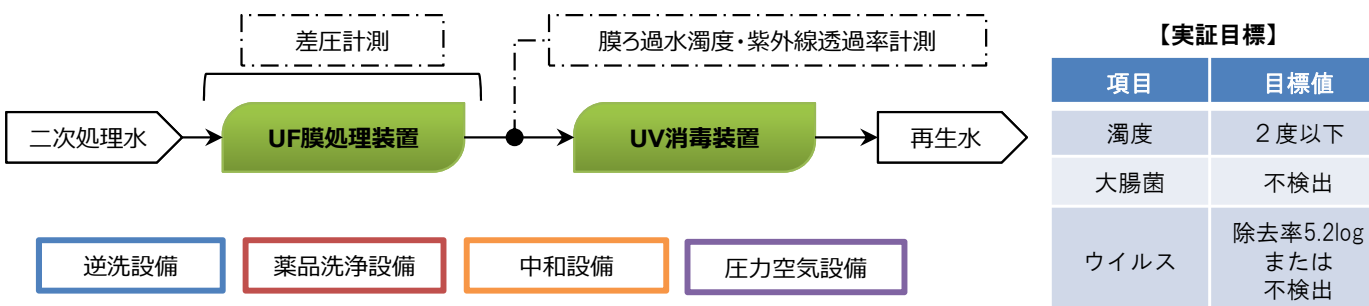 差圧計測
膜ろ過水濁度・紫外線透過率計測
二次処理水
UF膜処理装置
UV消毒装置
再生水
逆洗設備
薬品洗浄設備
中和設備
圧力空気設備
【実証目標】
項目 目標値
濁度 2度以下
大腸菌 不検出
ウイルス 除去率5.2log
または
不検出